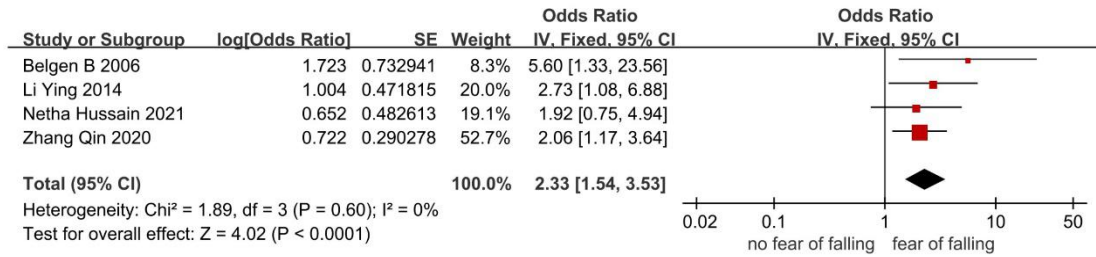 Odds Ratio Odds Ratio
Study or Subgroup log[Odds Ratio] SE Weight IV, Fixed, 95% CI IV, Fixed, 95% CI
Belgen B 2006 1.723 0.732941 8.3% 5.60 [1.33, 23.56]
Li Ying 2014 1.004 0.471815 20.0% 2.73 [1.08, 6.88]
Netha Hussain 2021 0.652 0.482613 19.1% 1.92 [0.75, 4.94]
Zhang Qin 2020 0.722 0.290278 52.7% 2.06 [1.17, 3.64]
Total (95% CI) 100.0% 2.33 [1.54, 3.53]
Heterogeneity: Chi² = 1.89, df = 3 (P = 0.60); I² = 0%
Test for overall effect: Z = 4.02 (P < 0.0001)
0.02 0.1 1 10 50
no fear of falling fear of falling